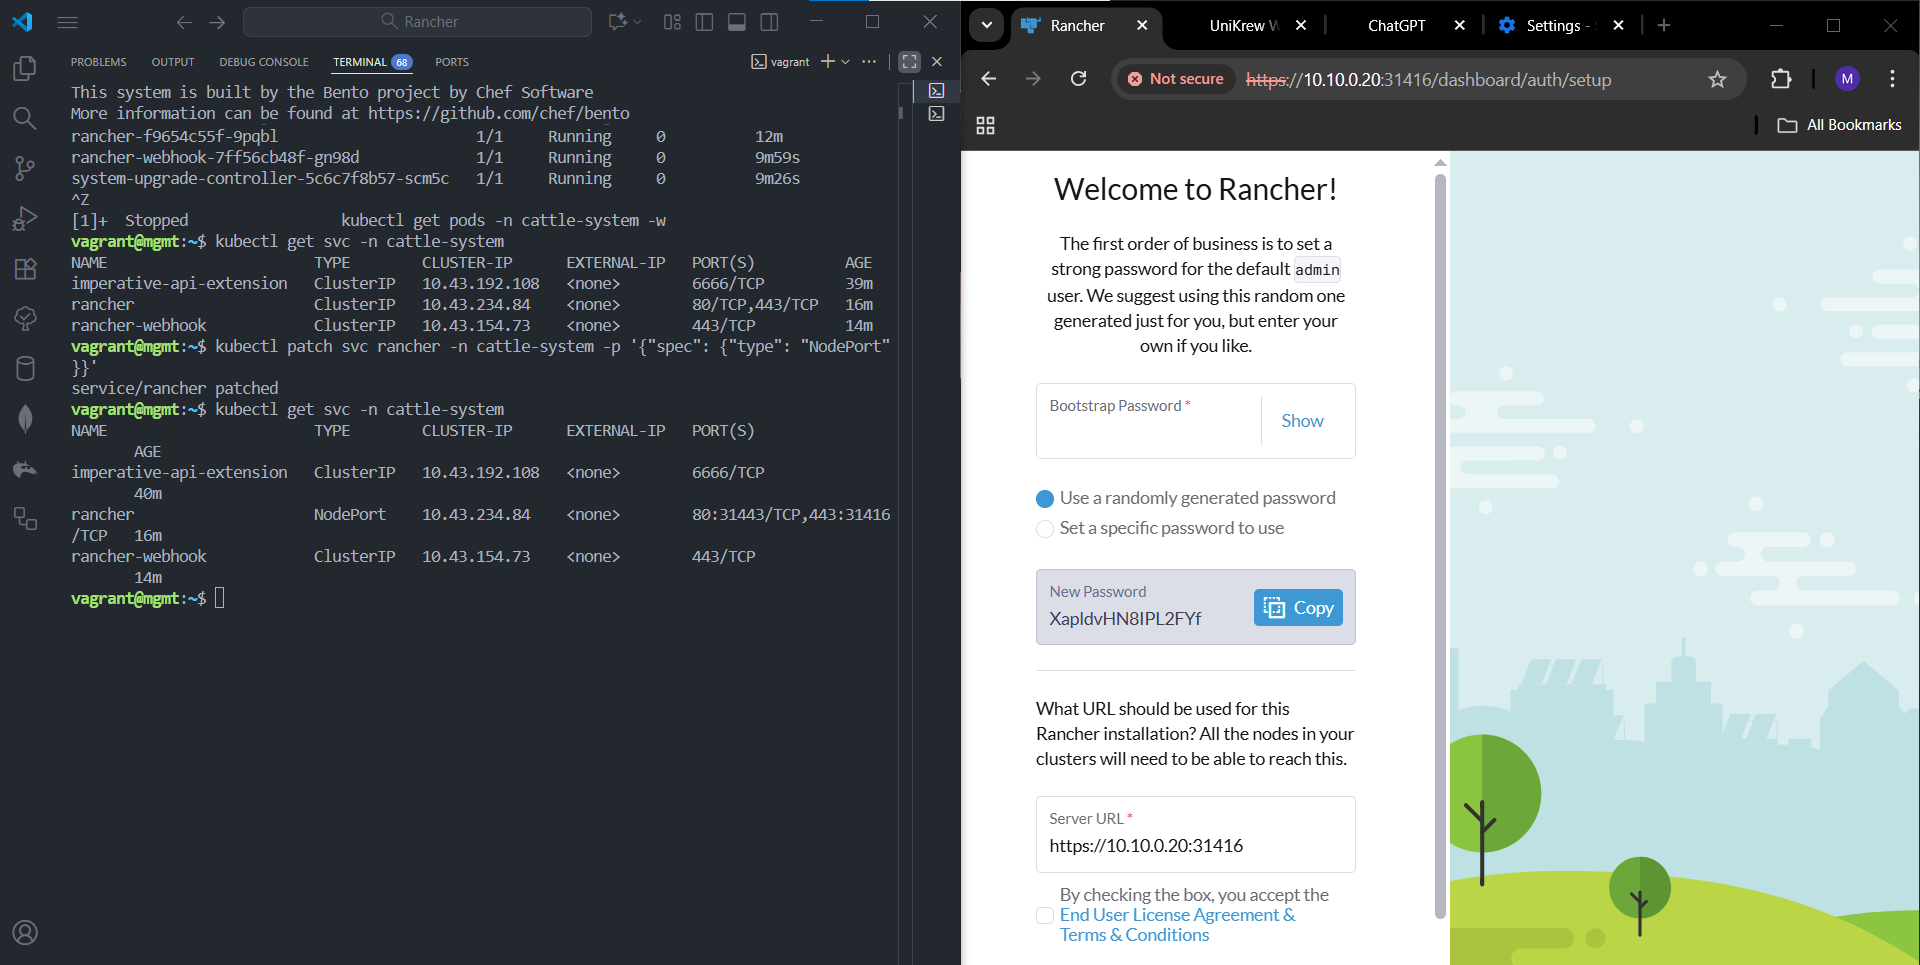 Rancher
PROBLEMS OUTPUT DEBUG CONSOLE TERMINAL 68 PORTS vagrant
This system is built by the Bento project by Chef Software
More information can be found at https://github.com/chef/bento
rancher-f9654c55f-9pqbl 1/1 Running 0 12m
rancher-webhook-7ff56cb48f-gn98d 1/1 Running 0 9m59s
system-upgrade-controller-5c6c7f8b57-scm5c 1/1 Running 0 9m26s
^Z
[1]+ Stopped kubectl get pods -n cattle-system -w
vagrant@mgmt:~$ kubectl get svc -n cattle-system
NAME TYPE CLUSTER-IP EXTERNAL-IP PORT(S) AGE
imperative-api-extension ClusterIP 10.43.192.108 <none> 6666/TCP 39m
rancher ClusterIP 10.43.234.84 <none> 80/TCP,443/TCP 16m
rancher-webhook ClusterIP 10.43.154.73 <none> 443/TCP 14m
vagrant@mgmt:~$ kubectl patch svc rancher -n cattle-system -p '{"spec": {"type": "NodePort"
}}'
service/rancher patched
vagrant@mgmt:~$ kubectl get svc -n cattle-system
NAME TYPE CLUSTER-IP EXTERNAL-IP PORT(S)
AGE
imperative-api-extension ClusterIP 10.43.192.108 <none> 6666/TCP
40m
rancher NodePort 10.43.234.84 <none> 80:31443/TCP,443:31416
/TCP 16m
rancher-webhook ClusterIP 10.43.154.73 <none> 443/TCP
14m
vagrant@mgmt:~$
Rancher UniKrew ChatGPT Settings -
Not secure https://10.10.0.20:31416/dashboard/auth/setup M
All Bookmarks
Welcome to Rancher!
The first order of business is to set a
strong password for the default admin
user. We suggest using this random one
generated just for you, but enter your
own if you like.
Bootstrap Password *
Show
Use a randomly generated password
Set a specific password to use
New Password
XapldvHN8IPL2FYf
Copy
What URL should be used for this
Rancher installation? All the nodes in your
clusters will need to be able to reach this.
Server URL *
https://10.10.0.20:31416
By checking the box, you accept the
End User License Agreement &
Terms & Conditions